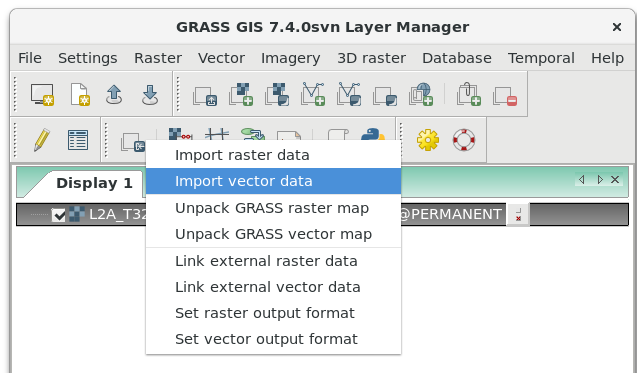 GRASS GIS 7.4.0svn Layer Manager
File Settings Raster Vector Imagery 3D raster Database Temporal Help
Import raster data
Import vector data
Unpack GRASS raster map
Unpack GRASS vector map
Link external raster data
Link external vector data
Set raster output format
Set vector output format
Display 1
L2A_T32 @PERMANENT